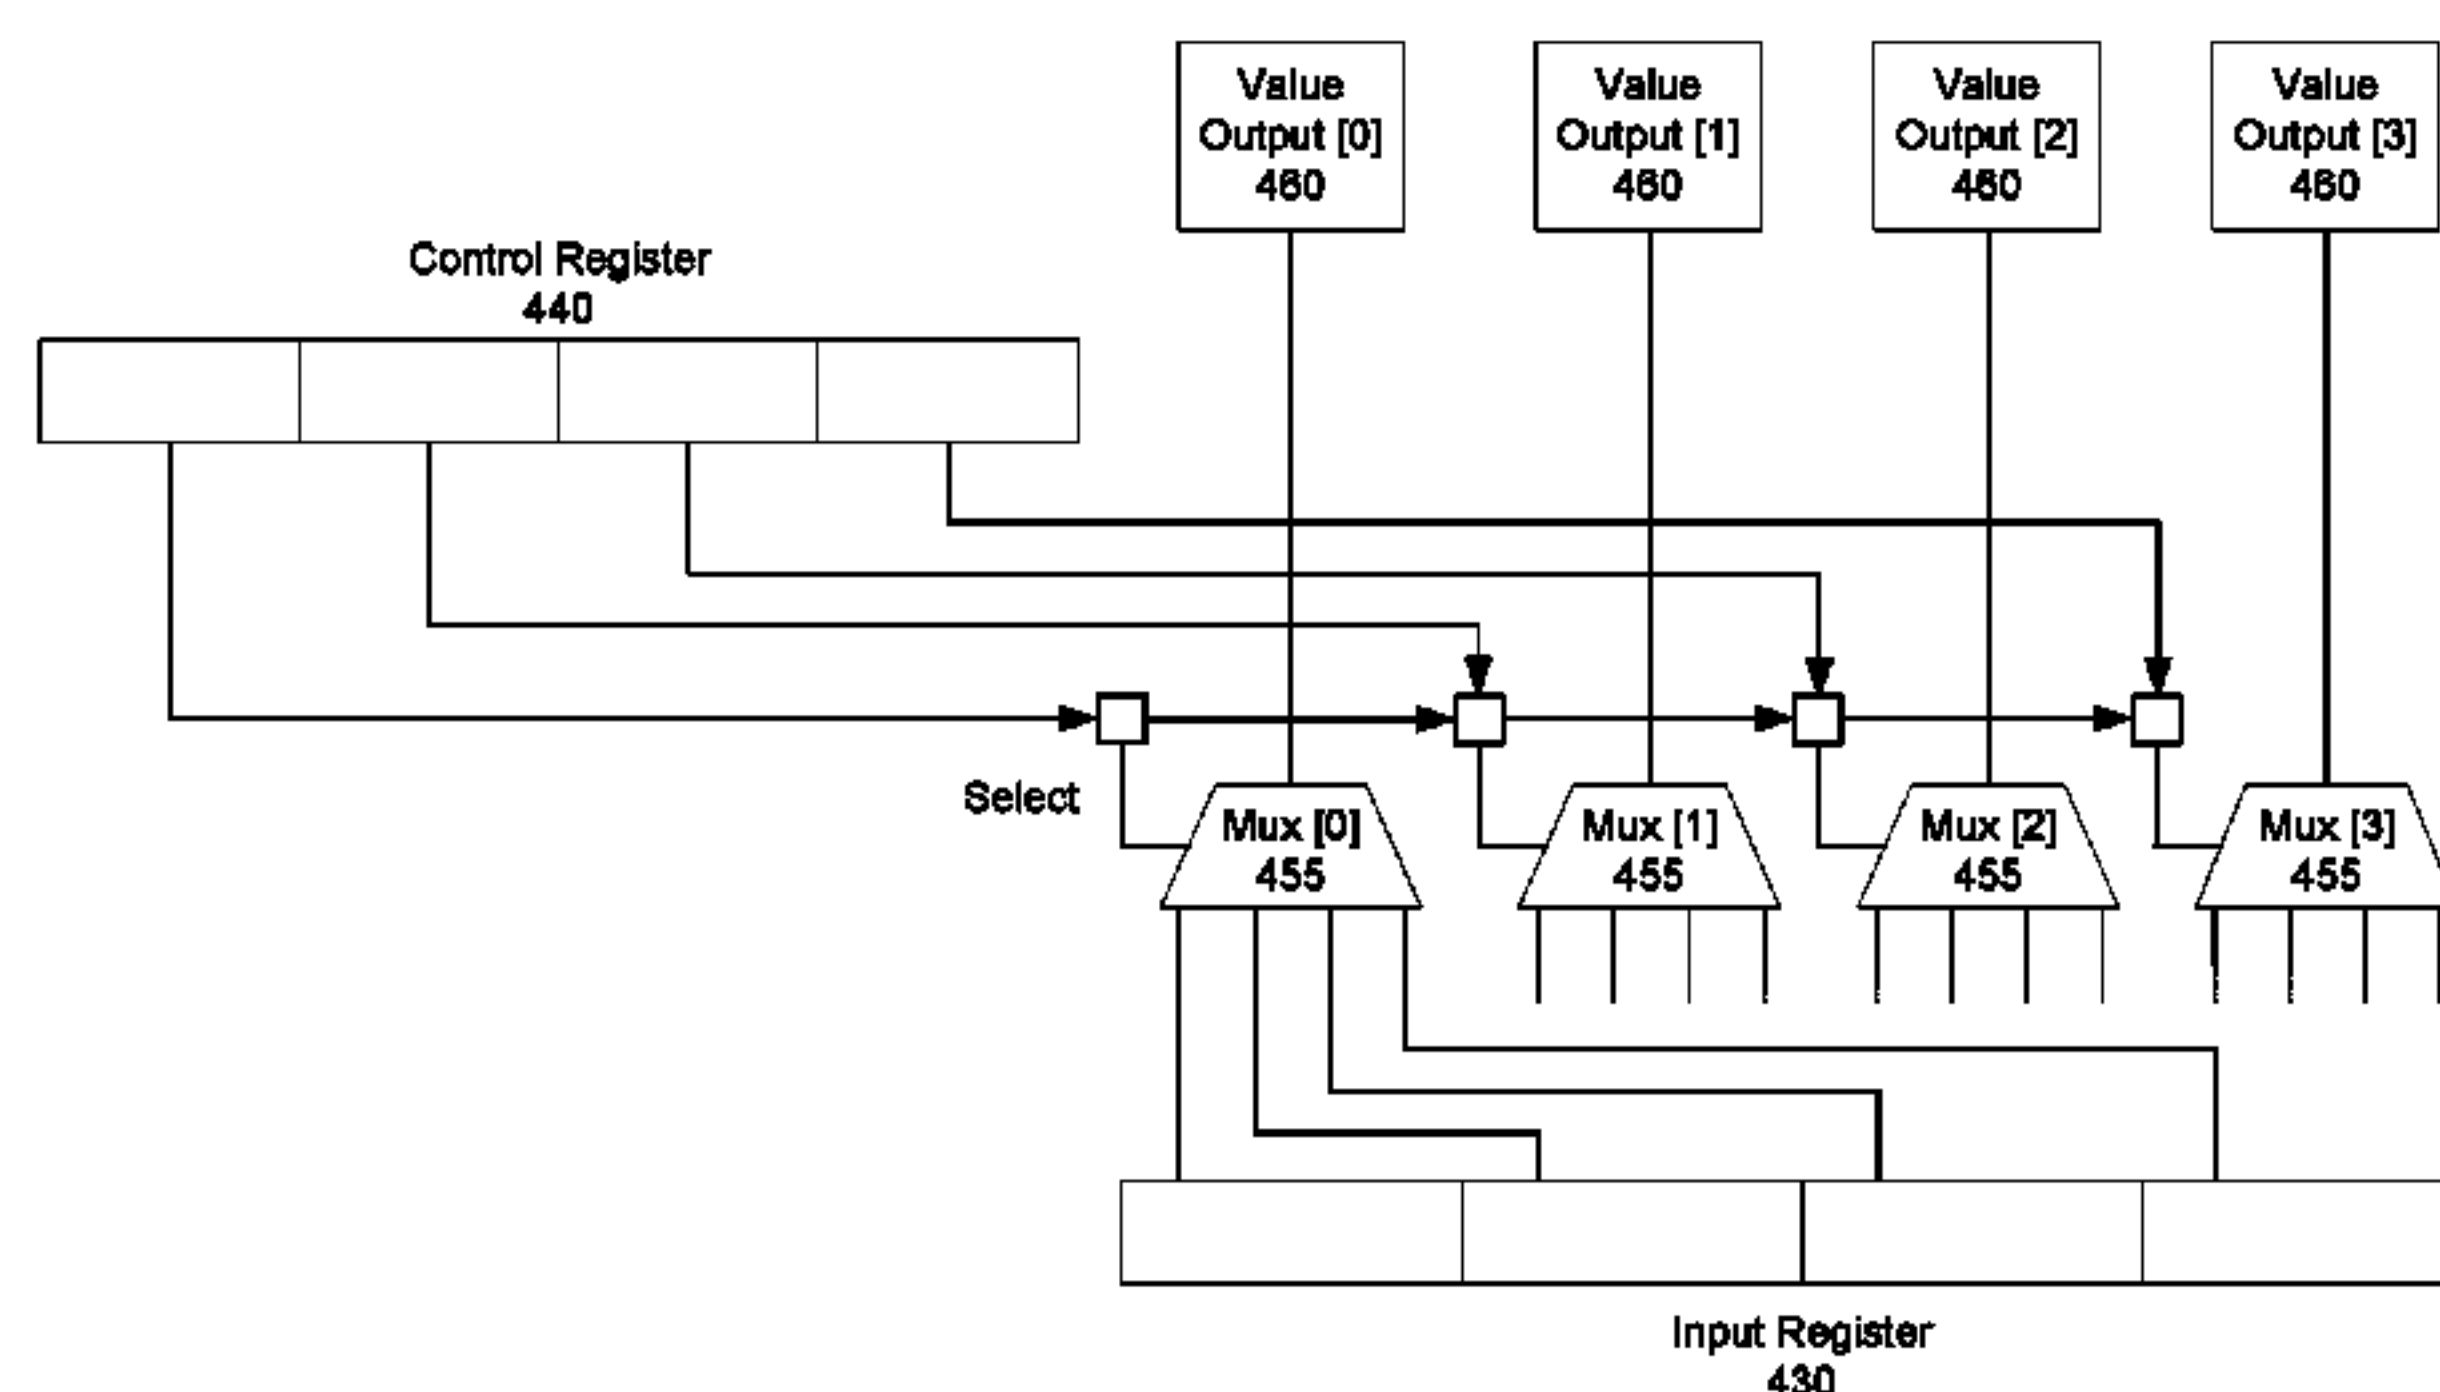 Value
Output [0]
460
Value
Output [1]
460
Value
Output [2]
460
Value
Output [3]
460
Control Register
440
Select
Mux [0]
455
Mux [1]
455
Mux [2]
455
Mux [3]
455
Input Register
430